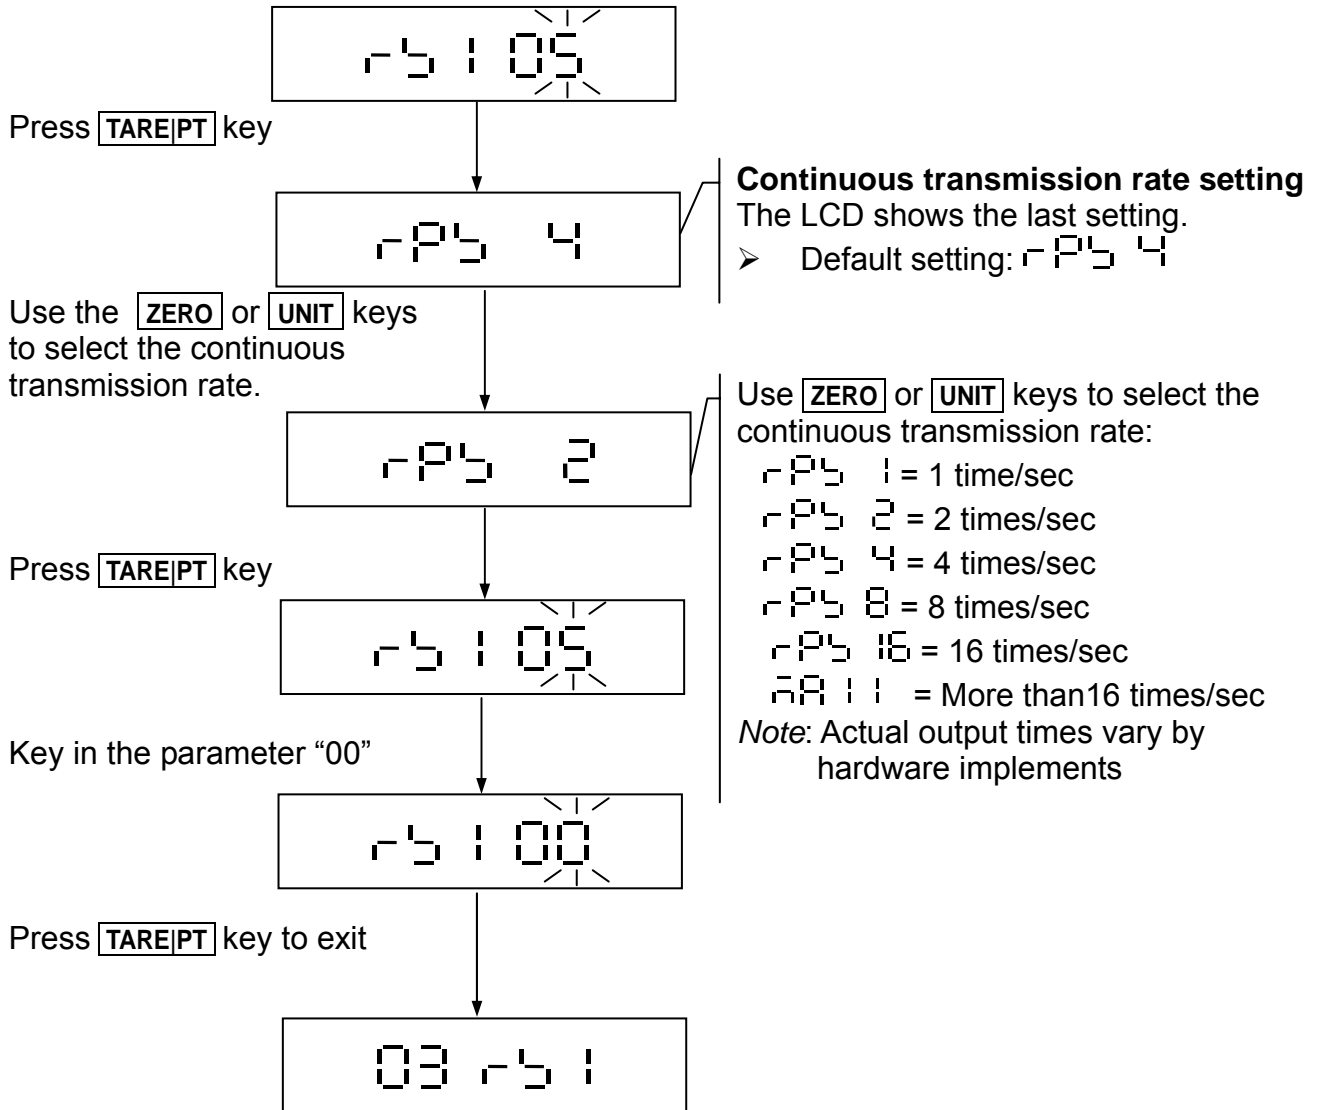 rS1 05
Press TARE|PT key
Continuous transmission rate setting
The LCD shows the last setting.
➢ Default setting: rPS 4
rPS 4
Use the ZERO or UNIT keys
to select the continuous
transmission rate.
Use ZERO or UNIT keys to select the
continuous transmission rate:
rPS 1 = 1 time/sec
rPS 2 = 2 times/sec
rPS 4 = 4 times/sec
rPS 8 = 8 times/sec
rPS 16 = 16 times/sec
= More than16 times/sec
Note: Actual output times vary by
hardware implements
rPS 2
Press TARE|PT key
rS1 05
Key in the parameter “00”
rS1 00
Press TARE|PT key to exit
03 rS1